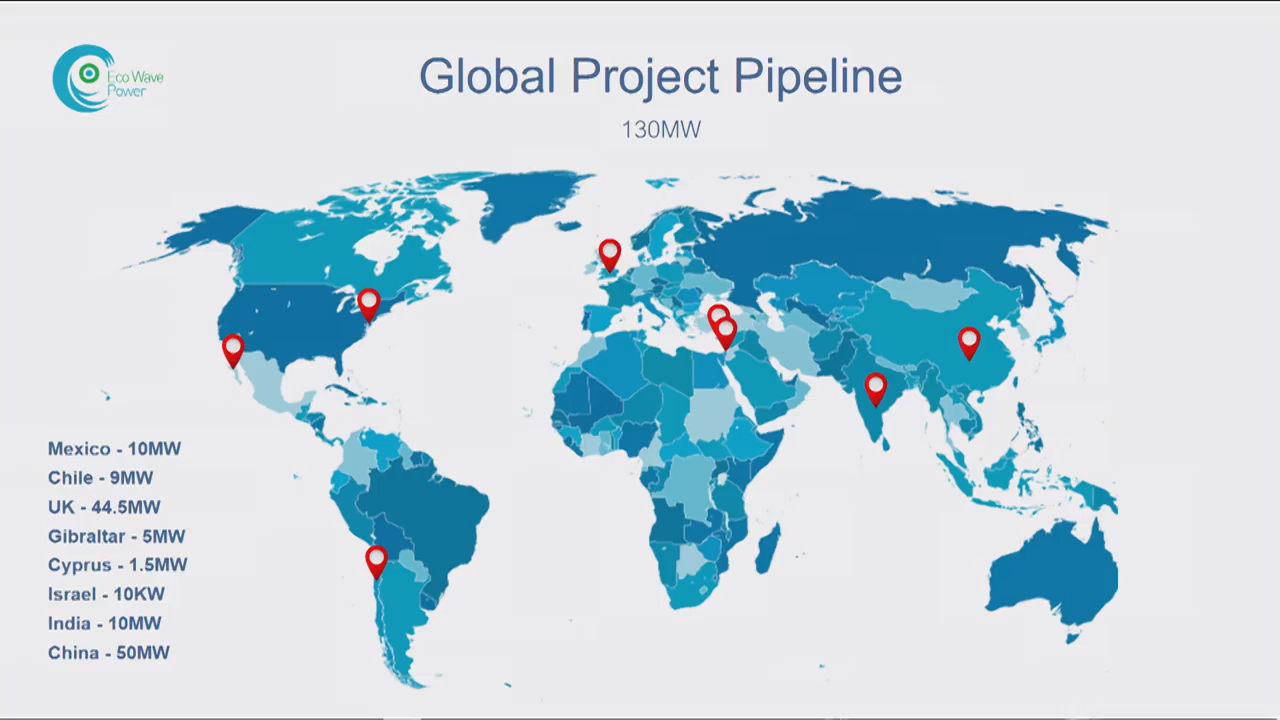 Eco Wave
Power
Global Project Pipeline
130MW
Mexico - 10MW
Chile - 9MW
UK - 44.5MW
Gibraltar - 5MW
Cyprus - 1.5MW
Israel - 10KW
India - 10MW
China - 50MW